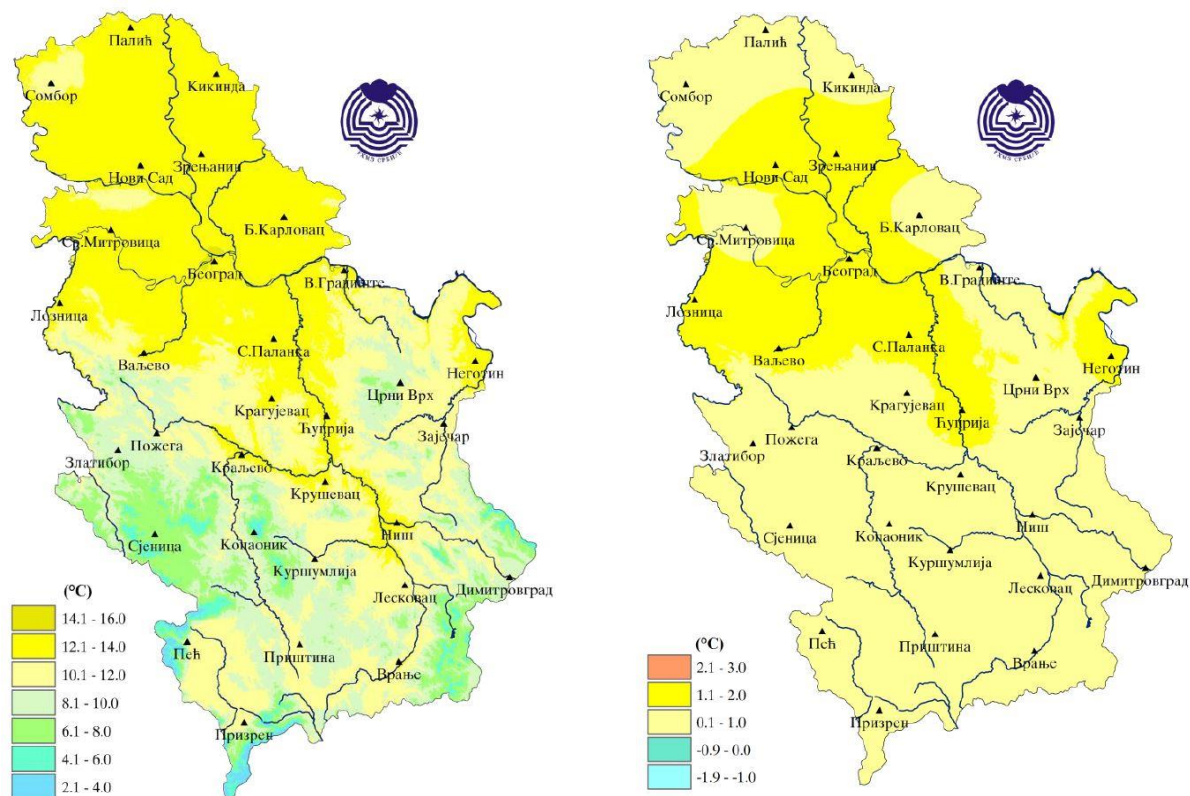 Палић
Сомбор
Кикинда
Зрењанин
Нови Сад
Б.Карловац
Ср.Митровица
Београд
В.Градиште
Лозница
Ваљево
С.Паланка
Неготин
Црни Врх
Крагујевац
Ћуприја
Зајечар
Пожега
Златибор
Краљево
Крушевац
Ниш
Сјеница
Копаоник
Куршумлија
Димитровград
Лесковац
Пећ
Приштина
Врање
Призрен
(°C)
14.1 - 16.0
12.1 - 14.0
10.1 - 12.0
8.1 - 10.0
6.1 - 8.0
4.1 - 6.0
2.1 - 4.0
Палић
Сомбор
Кикинда
Зрењанин
Нови Сад
Б.Карловац
Ср.Митровица
Београд
В.Градиште
Лозница
Ваљево
С.Паланка
Неготин
Црни Врх
Крагујевац
Ћуприја
Зајечар
Пожега
Златибор
Краљево
Крушевац
Ниш
Сјеница
Копаоник
Куршумлија
Димитровград
Лесковац
Пећ
Приштина
Врање
Призрен
(°C)
2.1 - 3.0
1.1 - 2.0
0.1 - 1.0
-0.9 - 0.0
-1.9 - -1.0